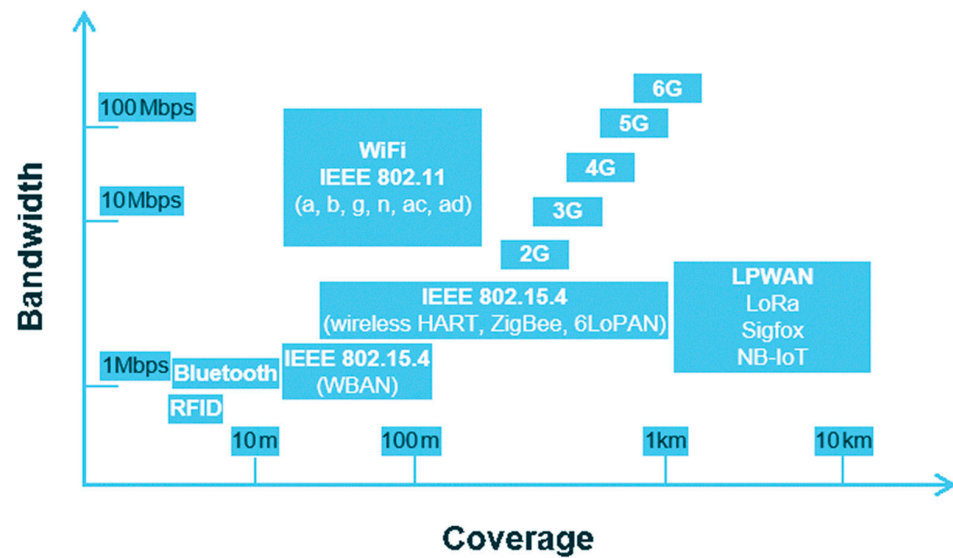 6G
100 Mbps
5G
WiFi
IEEE 802.11
(a, b, g, n, ac, ad)
4G
10 Mbps
3G
2G
Bandwidth
IEEE 802.15.4
(wireless HART, ZigBee, 6LoPAN)
LPWAN
LoRa
Sigfox
NB-IoT
1Mbps
Bluetooth
IEEE 802.15.4
(WBAN)
RFID
10 m
100 m
1 km
10 km
Coverage